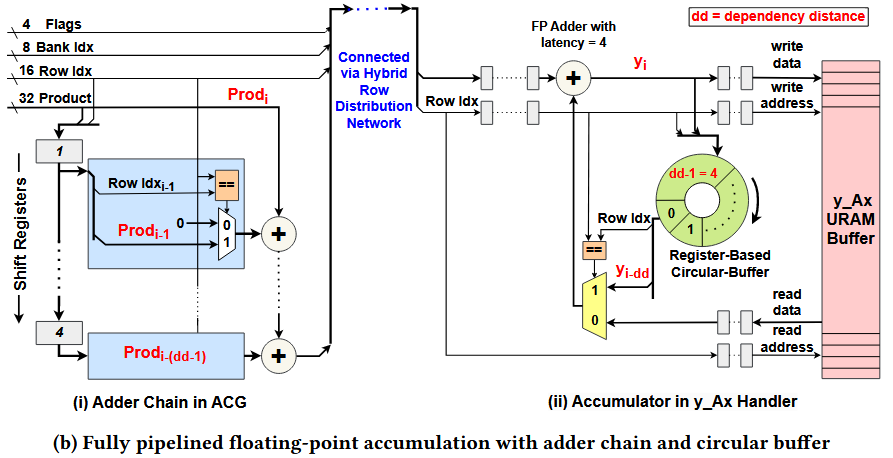 4 Flags
8 Bank Idx
16 Row Idx
32 Product
Prodi
1
Shift Registers
Row Idxi-1
==
Prodi-1
0
0
1
+
4
Prodi-(dd-1)
+
(i) Adder Chain in ACG
Connected
via Hybrid
Row
Distribution
Network
dd = dependency distance
FP Adder with
latency = 4
+
yi
write
data
write
address
Row Idx
dd-1 = 4
0
1
Register-Based
Circular-Buffer
Row Idx
==
yi-dd
1
0
read
data
read
address
y_Ax
URAM
Buffer
(ii) Accumulator in y_Ax Handler
(b) Fully pipelined floating-point accumulation with adder chain and circular buffer